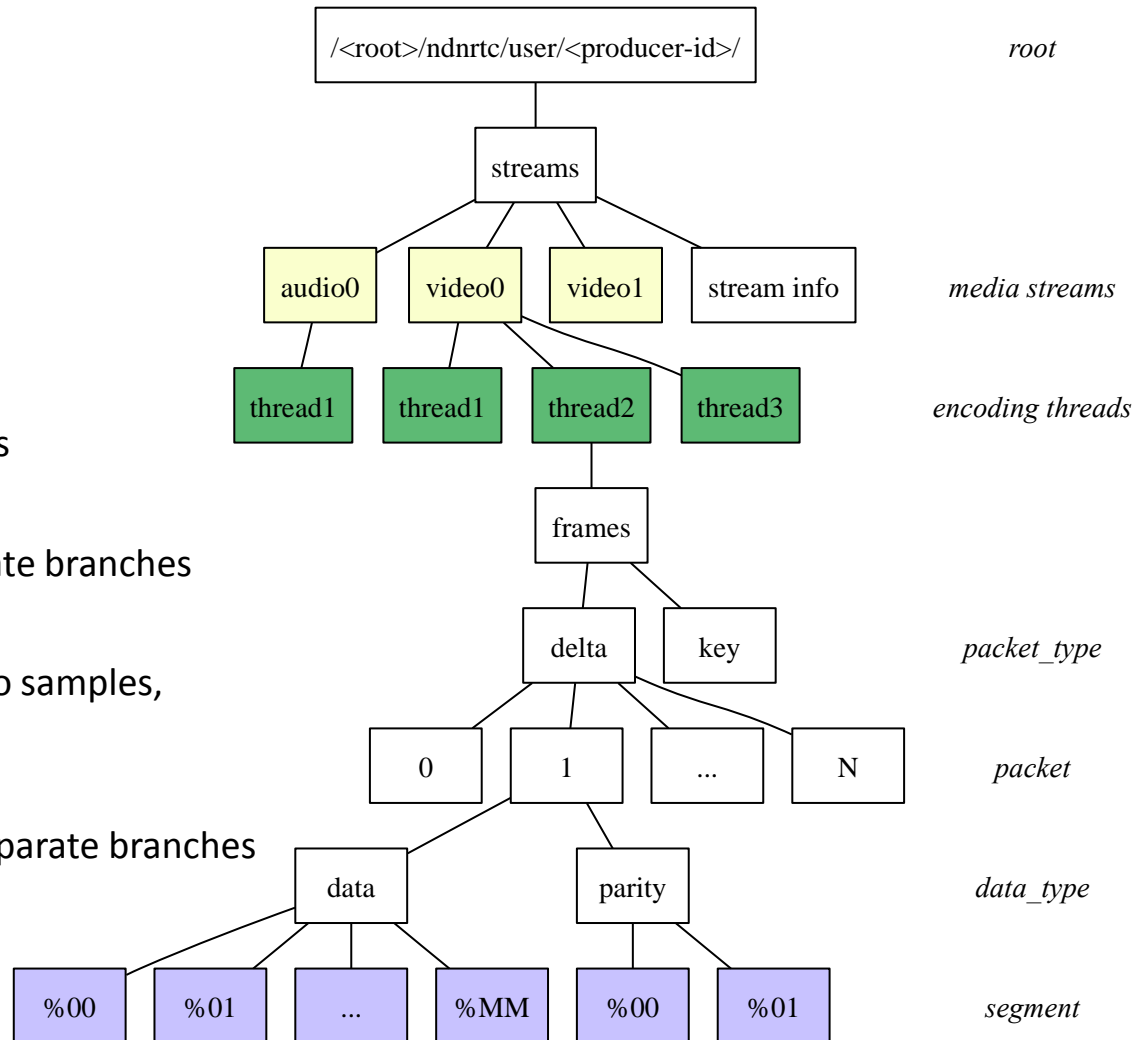 /<root>/ndnrtc/user/<producer-id>/ root
streams
audio0 video0 video1 stream info media streams
thread1 thread1 thread2 thread3 encoding threads
s
frames
te branches
delta key packet_type
o samples,
0 1 ... N packet
parate branches
data parity data_type
%00 %01 ... %MM %00 %01 segment